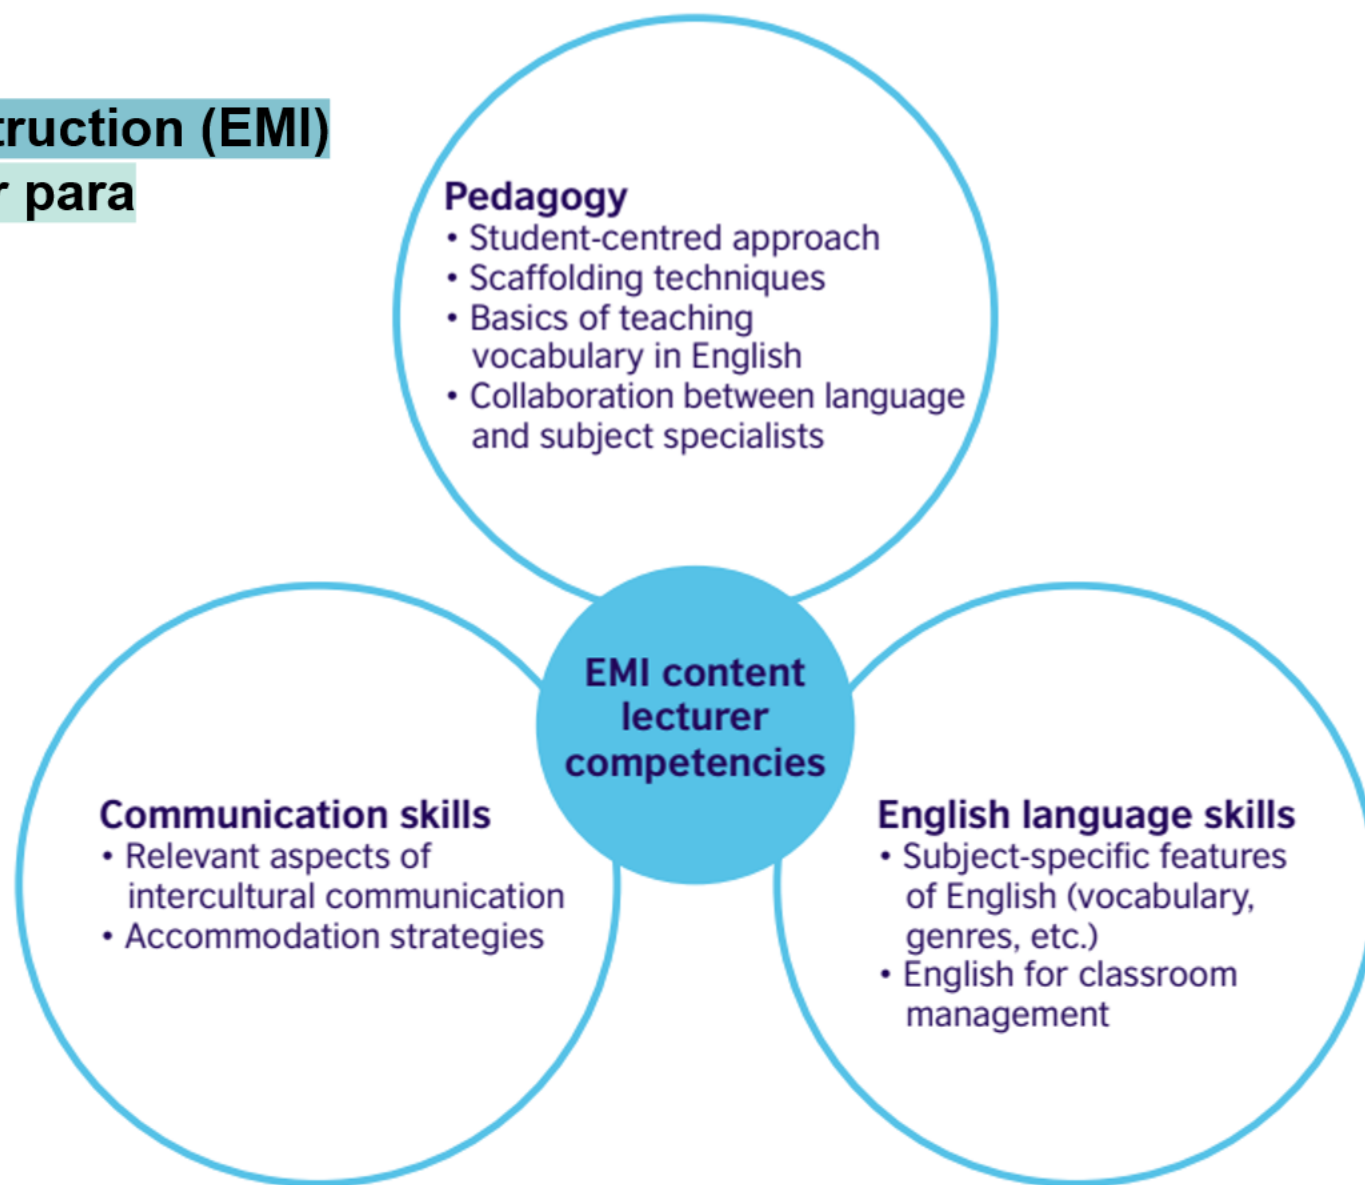 truction (EMI)
r para
Pedagogy
• Student-centred approach
• Scaffolding techniques
• Basics of teaching
vocabulary in English
• Collaboration between language
and subject specialists
EMI content
lecturer
competencies
Communication skills
• Relevant aspects of
intercultural communication
• Accommodation strategies
English language skills
• Subject-specific features
of English (vocabulary,
genres, etc.)
• English for classroom
management